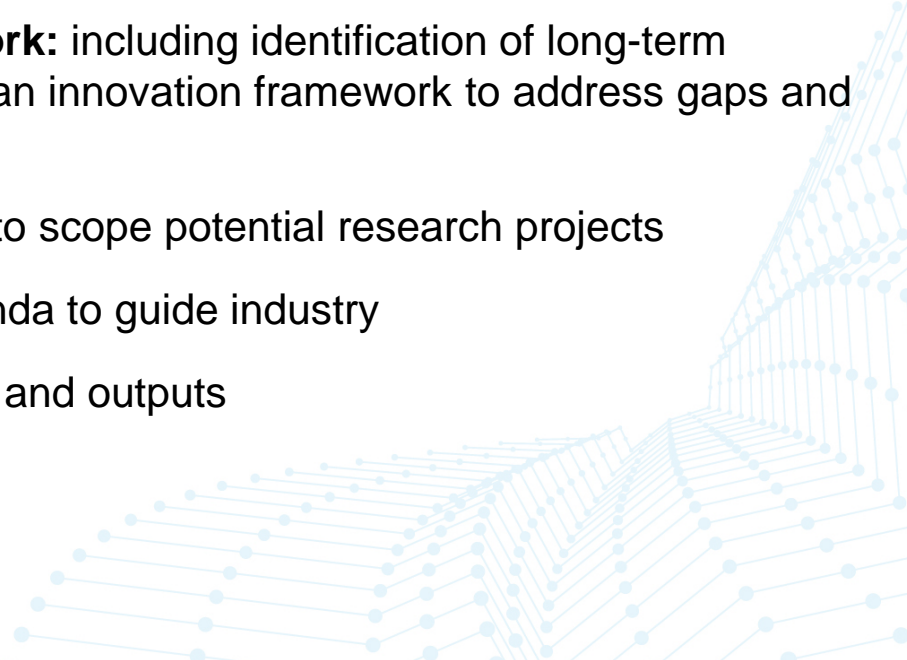 ork: including identification of long-term
an innovation framework to address gaps and
to scope potential research projects
nda to guide industry
and outputs